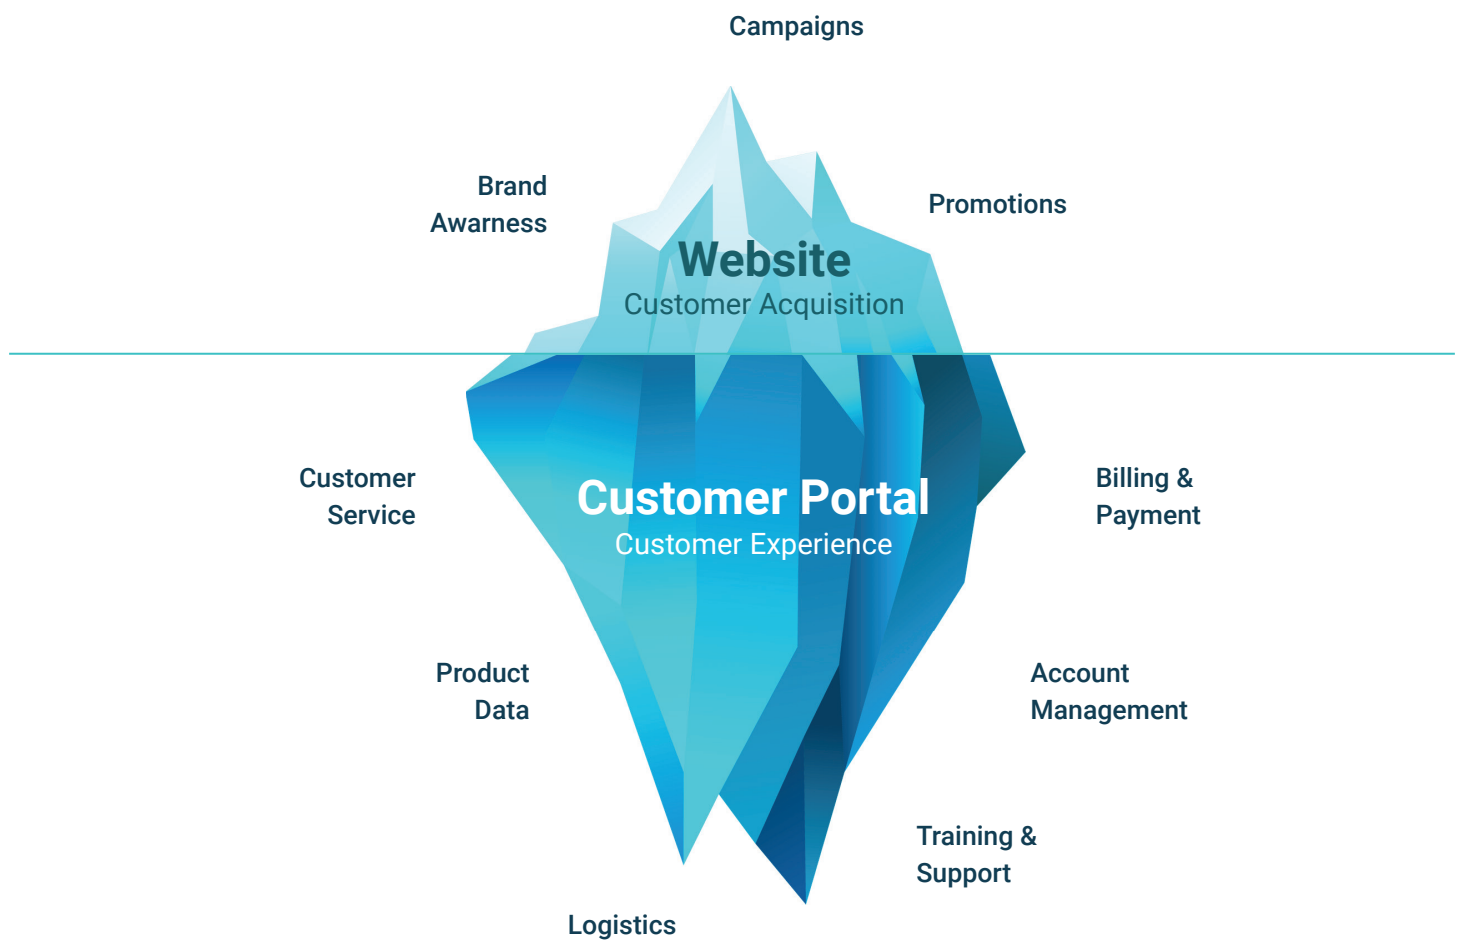 Campaigns
Brand
Awarness
Promotions
Website
Customer Acquisition
Customer
Service
Customer Portal
Customer Experience
Billing &
Payment
Product
Data
Account
Management
Training &
Support
Logistics